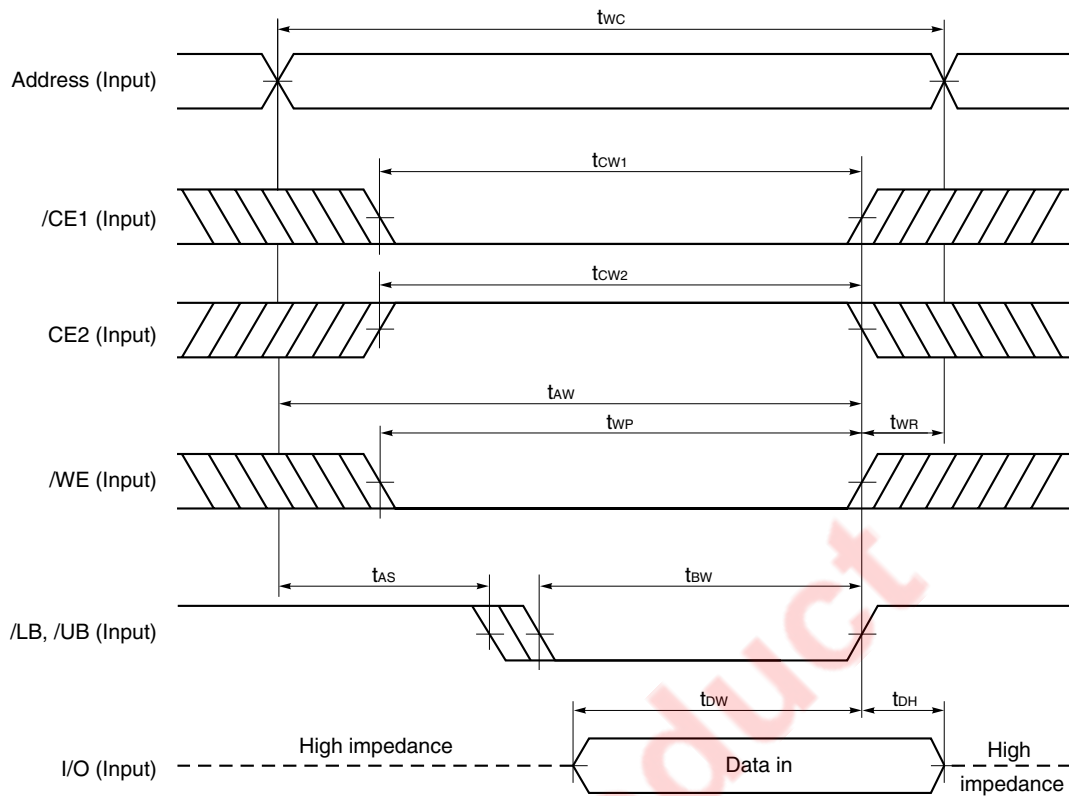 tWC
Address (Input)
tCW1
/CE1 (Input)
tCW2
CE2 (Input)
tAW
tWP
tWR
/WE (Input)
tAS
tBW
/LB, /UB (Input)
tDW
tDH
I/O (Input)
High impedance
Data in
High
impedance
duct